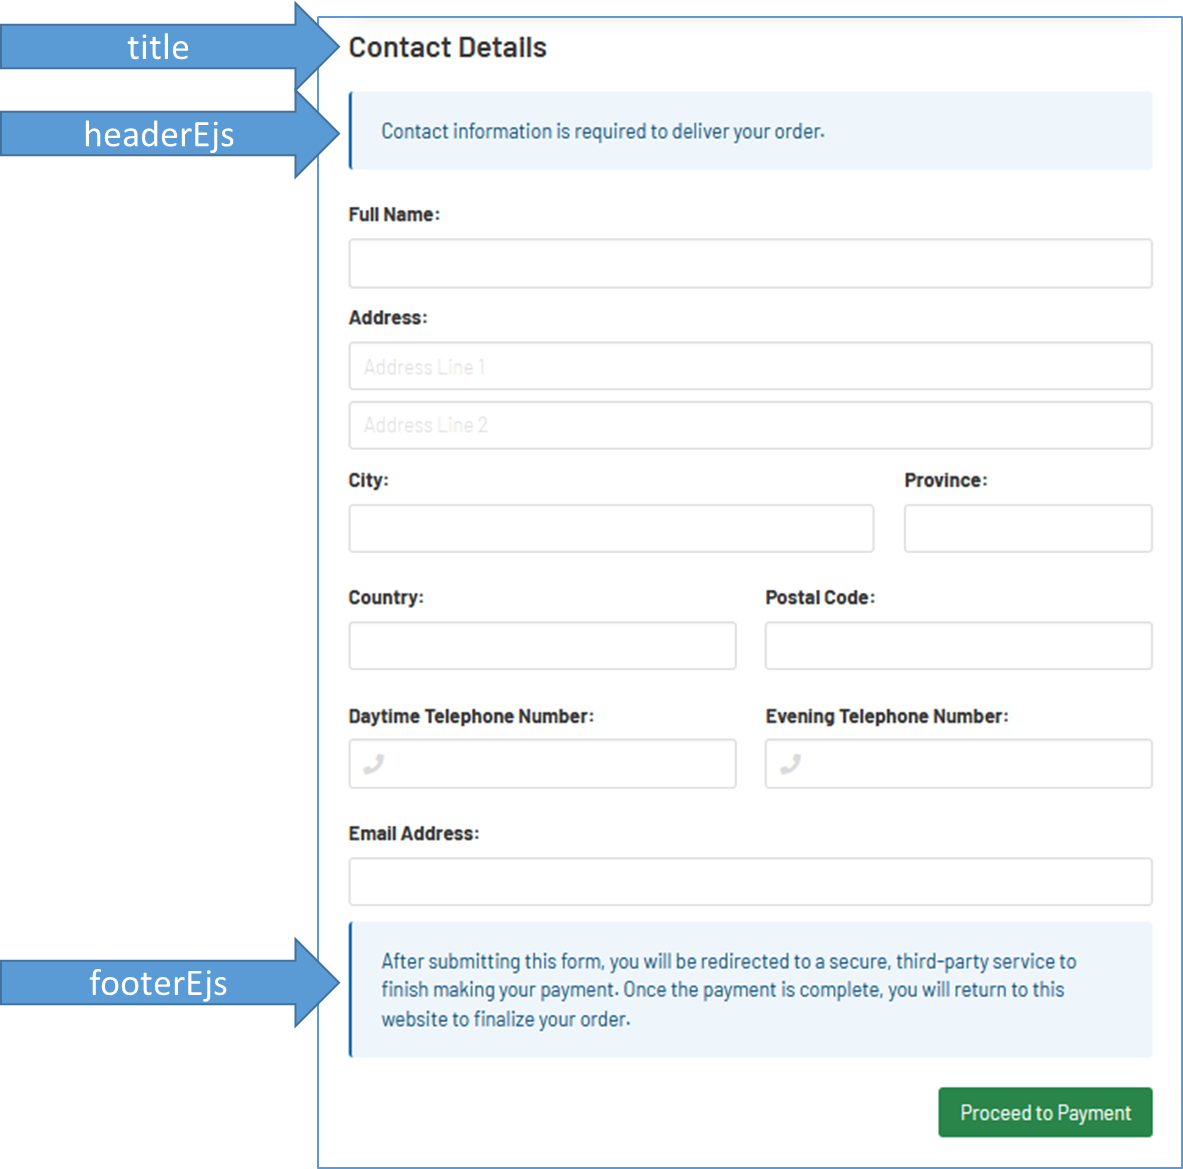 title
Contact Details
headerEjs
Contact information is required to deliver your order.
Full Name:
Address:
Address Line 1
Address Line 2
City:
Province:
Country:
Postal Code:
Daytime Telephone Number:
Evening Telephone Number:
Email Address:
footerEjs
After submitting this form, you will be redirected to a secure, third-party service to
finish making your payment. Once the payment is complete, you will return to this
website to finalize your order.
Proceed to Payment